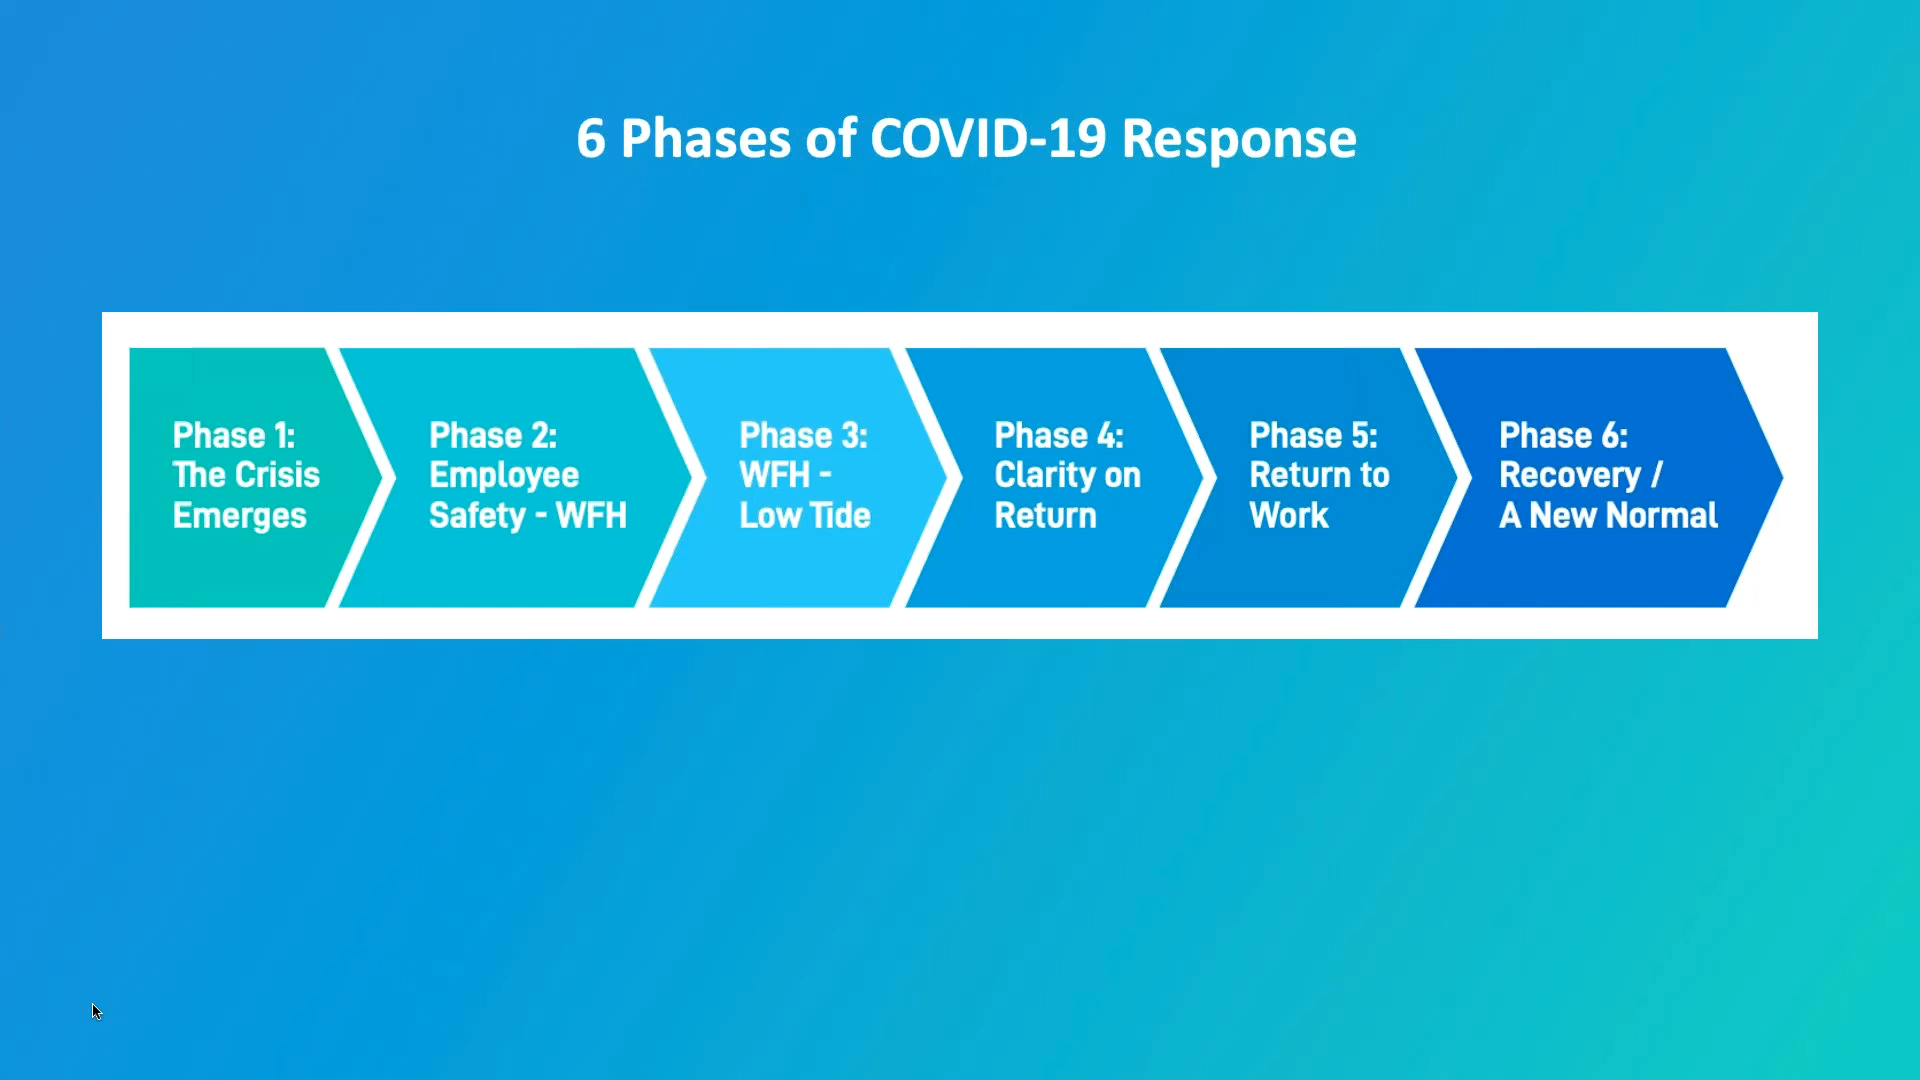 6 Phases of COVID-19 Response
Phase 1:
The Crisis
Emerges
Phase 2:
Employee
Safety - WFH
Phase 3:
WFH -
Low Tide
Phase 4:
Clarity on
Return
Phase 5:
Return to
Work
Phase 6:
Recovery /
A New Normal